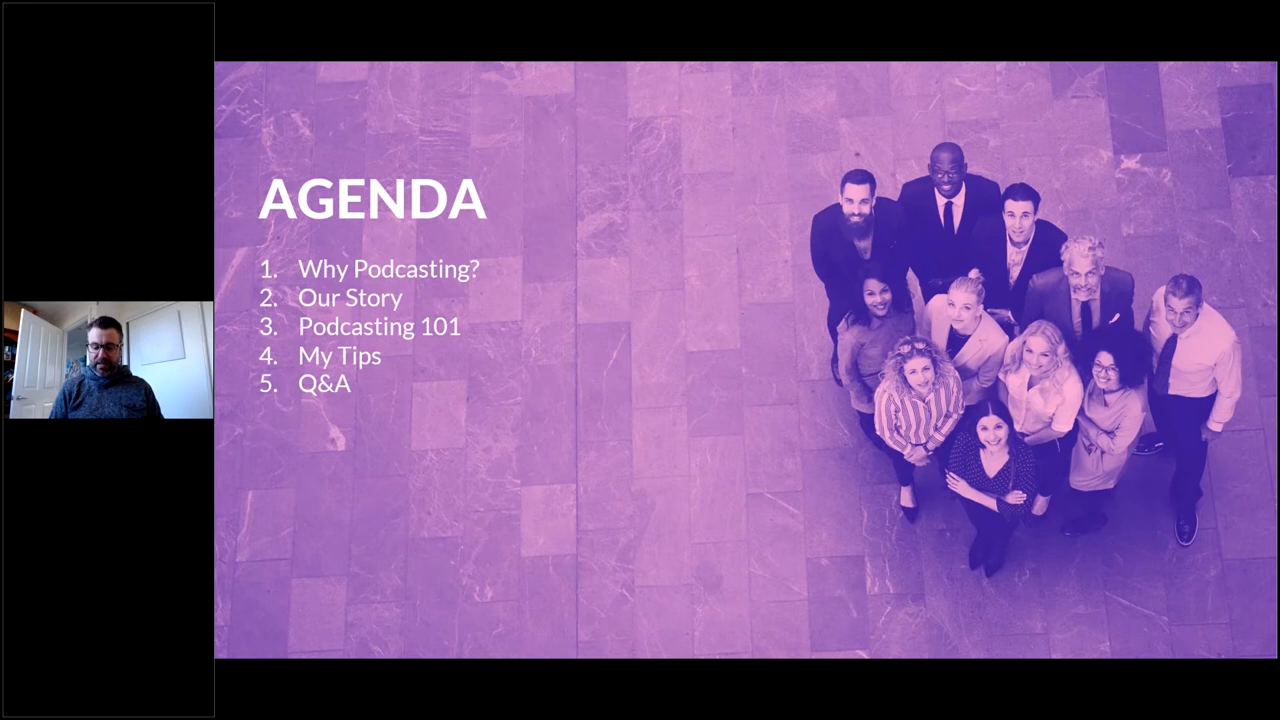 AGENDA
1. Why Podcasting?
2. Our Story
3. Podcasting 101
4. My Tips
5. Q&A